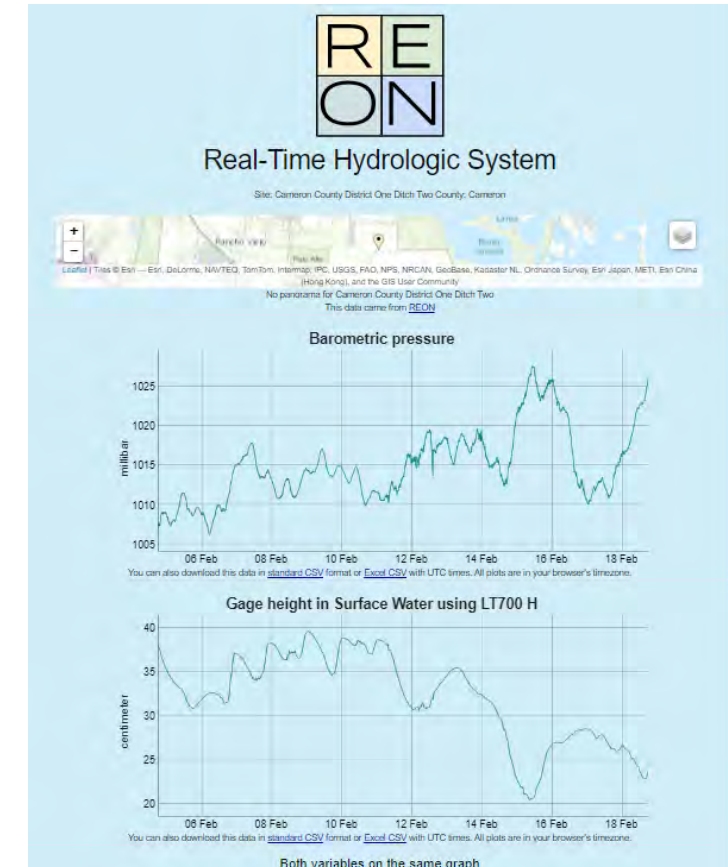 RE
ON
Real-Time Hydrologic System
Site: Cameron County District One Ditch Two County: Cameron
+
−
Rancho Viejo
Palo Alto
Leaflet | Tiles © Esri — Esri, DeLorme, NAVTEQ, TomTom, Intermap, iPC, USGS, FAO, NPS, NRCAN, GeoBase, Kadaster NL, Ordnance Survey, Esri Japan, METI, Esri China
(Hong Kong), and the GIS User Community
No panorama for Cameron County District One Ditch Two
This data came from REON
Barometric pressure
1025
1020
1015
1010
1005
millibar
06 Feb 08 Feb 10 Feb 12 Feb 14 Feb 16 Feb 18 Feb
You can also download this data in standard CSV format or Excel CSV with UTC times. All plots are in your browser's timezone.
Gage height in Surface Water using LT700 H
40
35
30
25
20
centimeter
06 Feb 08 Feb 10 Feb 12 Feb 14 Feb 16 Feb 18 Feb
You can also download this data in standard CSV format or Excel CSV with UTC times. All plots are in your browser's timezone.
Both variables on the same graph